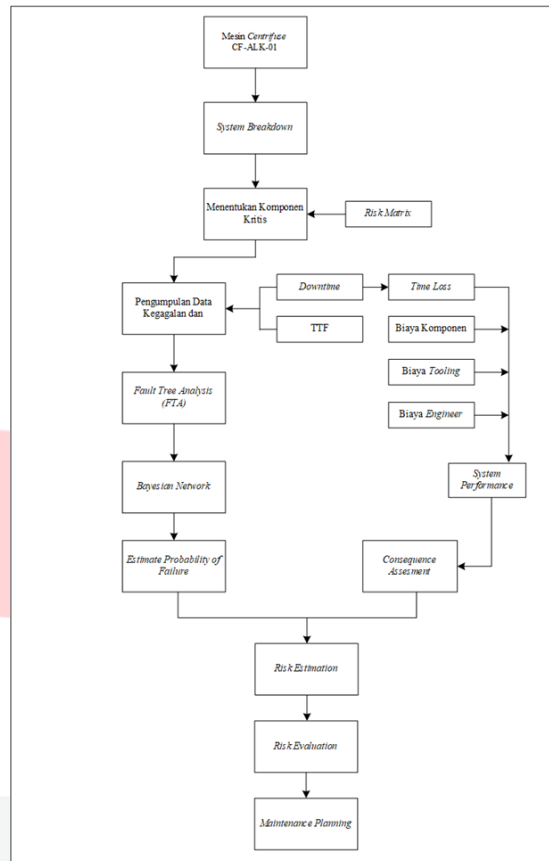 Mesin Centrifuse
CF-ALK-01
System Breakdown
Menentukan Komponen
Kritis
Risk Matrix
Pengumpulan Data
Kegagalan dan
Downtime
Time Loss
TTF
Biaya Komponen
Fault Tree Analysis
(FTA)
Biaya Tooling
Biaya Engineer
Bayesian Network
System
Performance
Estimate Probability of
Failure
Consequence
Assesment
Risk Estimation
Risk Evaluation
Maintenance Planning